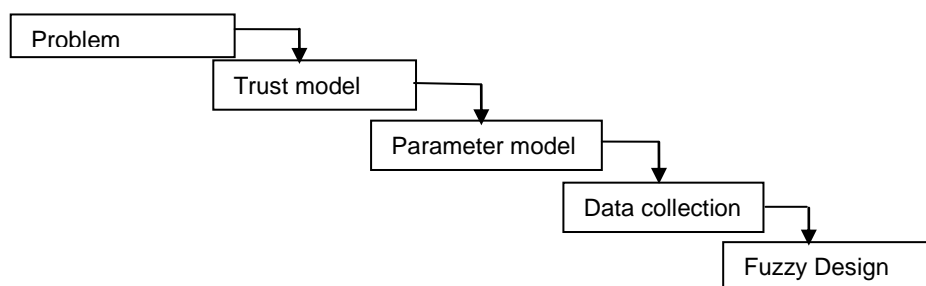 Problem
Trust model
Parameter model
Data collection
Fuzzy Design